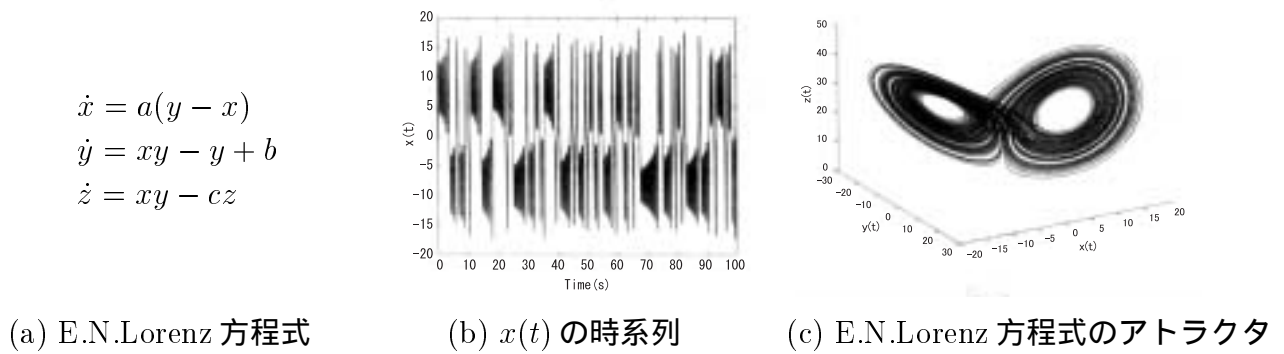 ẋ = a(y − x)
ẏ = xy − y + b
ż = xy − cz
20
15
10
5
0
−5
−10
−15
−20
x(t)
0 10 20 30 40 50 60 70 80 90 100
Time(s)
50
40
30
20
10
0
z(t)
−30
−20
−10
0
10
20
30
y(t)
−20 −15 −10 −5 0 5 10 15 20
x(t)
(a) E.N.Lorenz 方程式
(b) x(t) の時系列
(c) E.N.Lorenz 方程式のアトラクタ